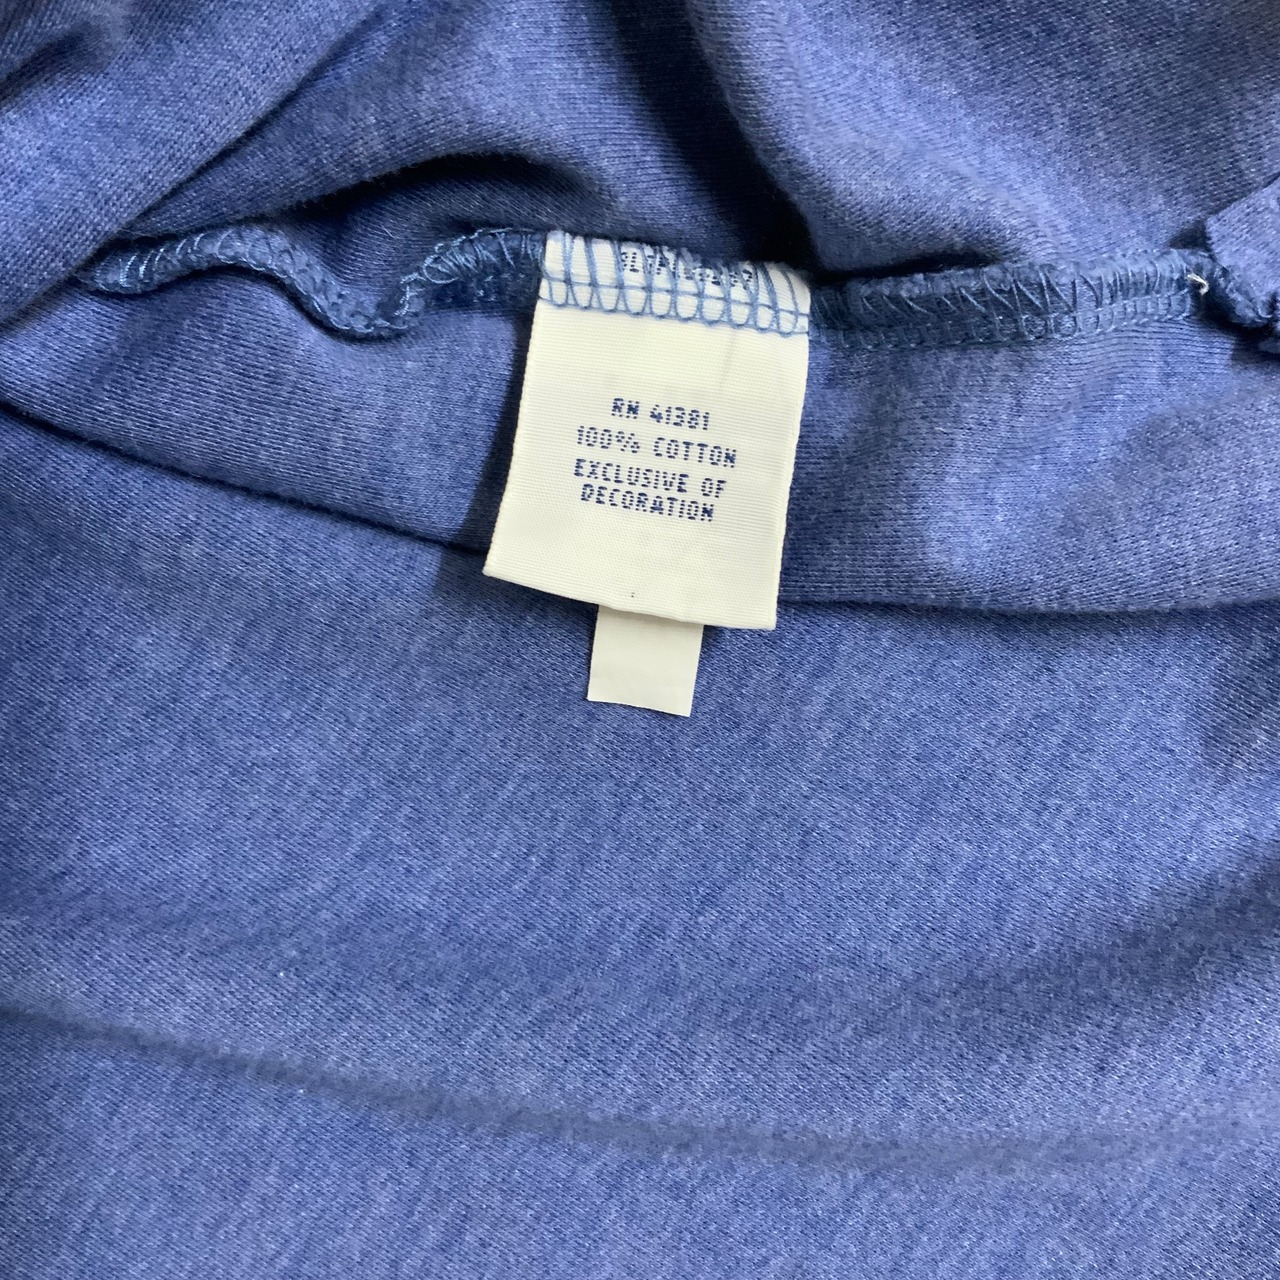 RN 41381
100% COTTON
EXCLUSIVE OF
DECORATION